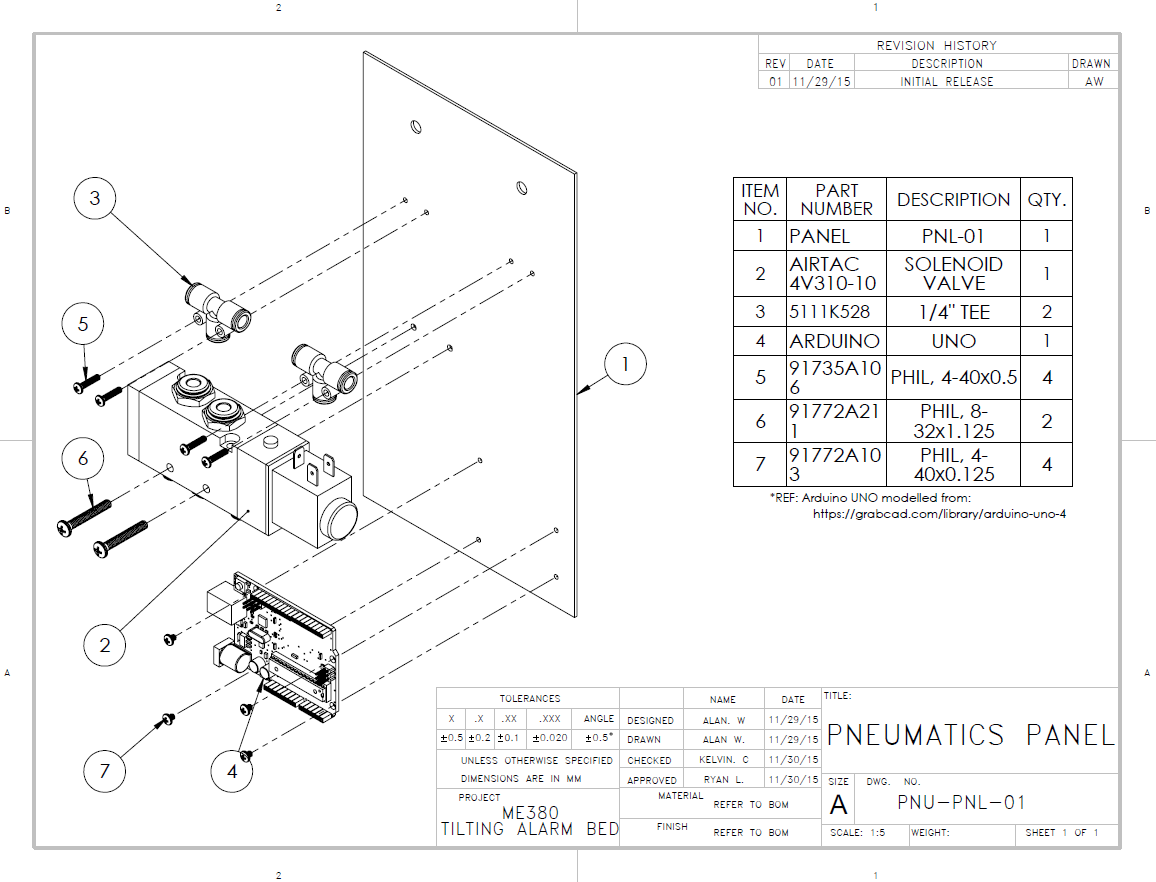 2
1
REVISION HISTORY
REV DATE DESCRIPTION DRAWN
01 11/29/15 INITIAL RELEASE AW
B
B
3
5
6
2
7
4
1
ITEM NO. PART NUMBER DESCRIPTION QTY.
1 PANEL PNL-01 1
2 AIRTAC 4V310-10 SOLENOID VALVE 1
3 5111K528 1/4" TEE 2
4 ARDUINO UNO 1
5 91735A106 PHIL, 4-40x0.5 4
6 91772A211 PHIL, 8-32x1.125 2
7 91772A103 PHIL, 4-40x0.125 4
*REF: Arduino UNO modelled from:
https://grabcad.com/library/arduino-uno-4
A
A
TOLERANCES
X .X .XX .XXX ANGLE
±0.5 ±0.2 ±0.1 ±0.020 ±0.5°
UNLESS OTHERWISE SPECIFIED
DIMENSIONS ARE IN MM
PROJECT
ME380
TILTING ALARM BED
NAME DATE
DESIGNED ALAN. W 11/29/15
DRAWN ALAN W. 11/29/15
CHECKED KELVIN. C 11/30/15
APPROVED RYAN L. 11/30/15
MATERIAL
REFER TO BOM
FINISH
REFER TO BOM
TITLE:
PNEUMATICS PANEL
SIZE DWG. NO.
A PNU-PNL-01
SCALE: 1:5 WEIGHT: SHEET 1 OF 1
2
1